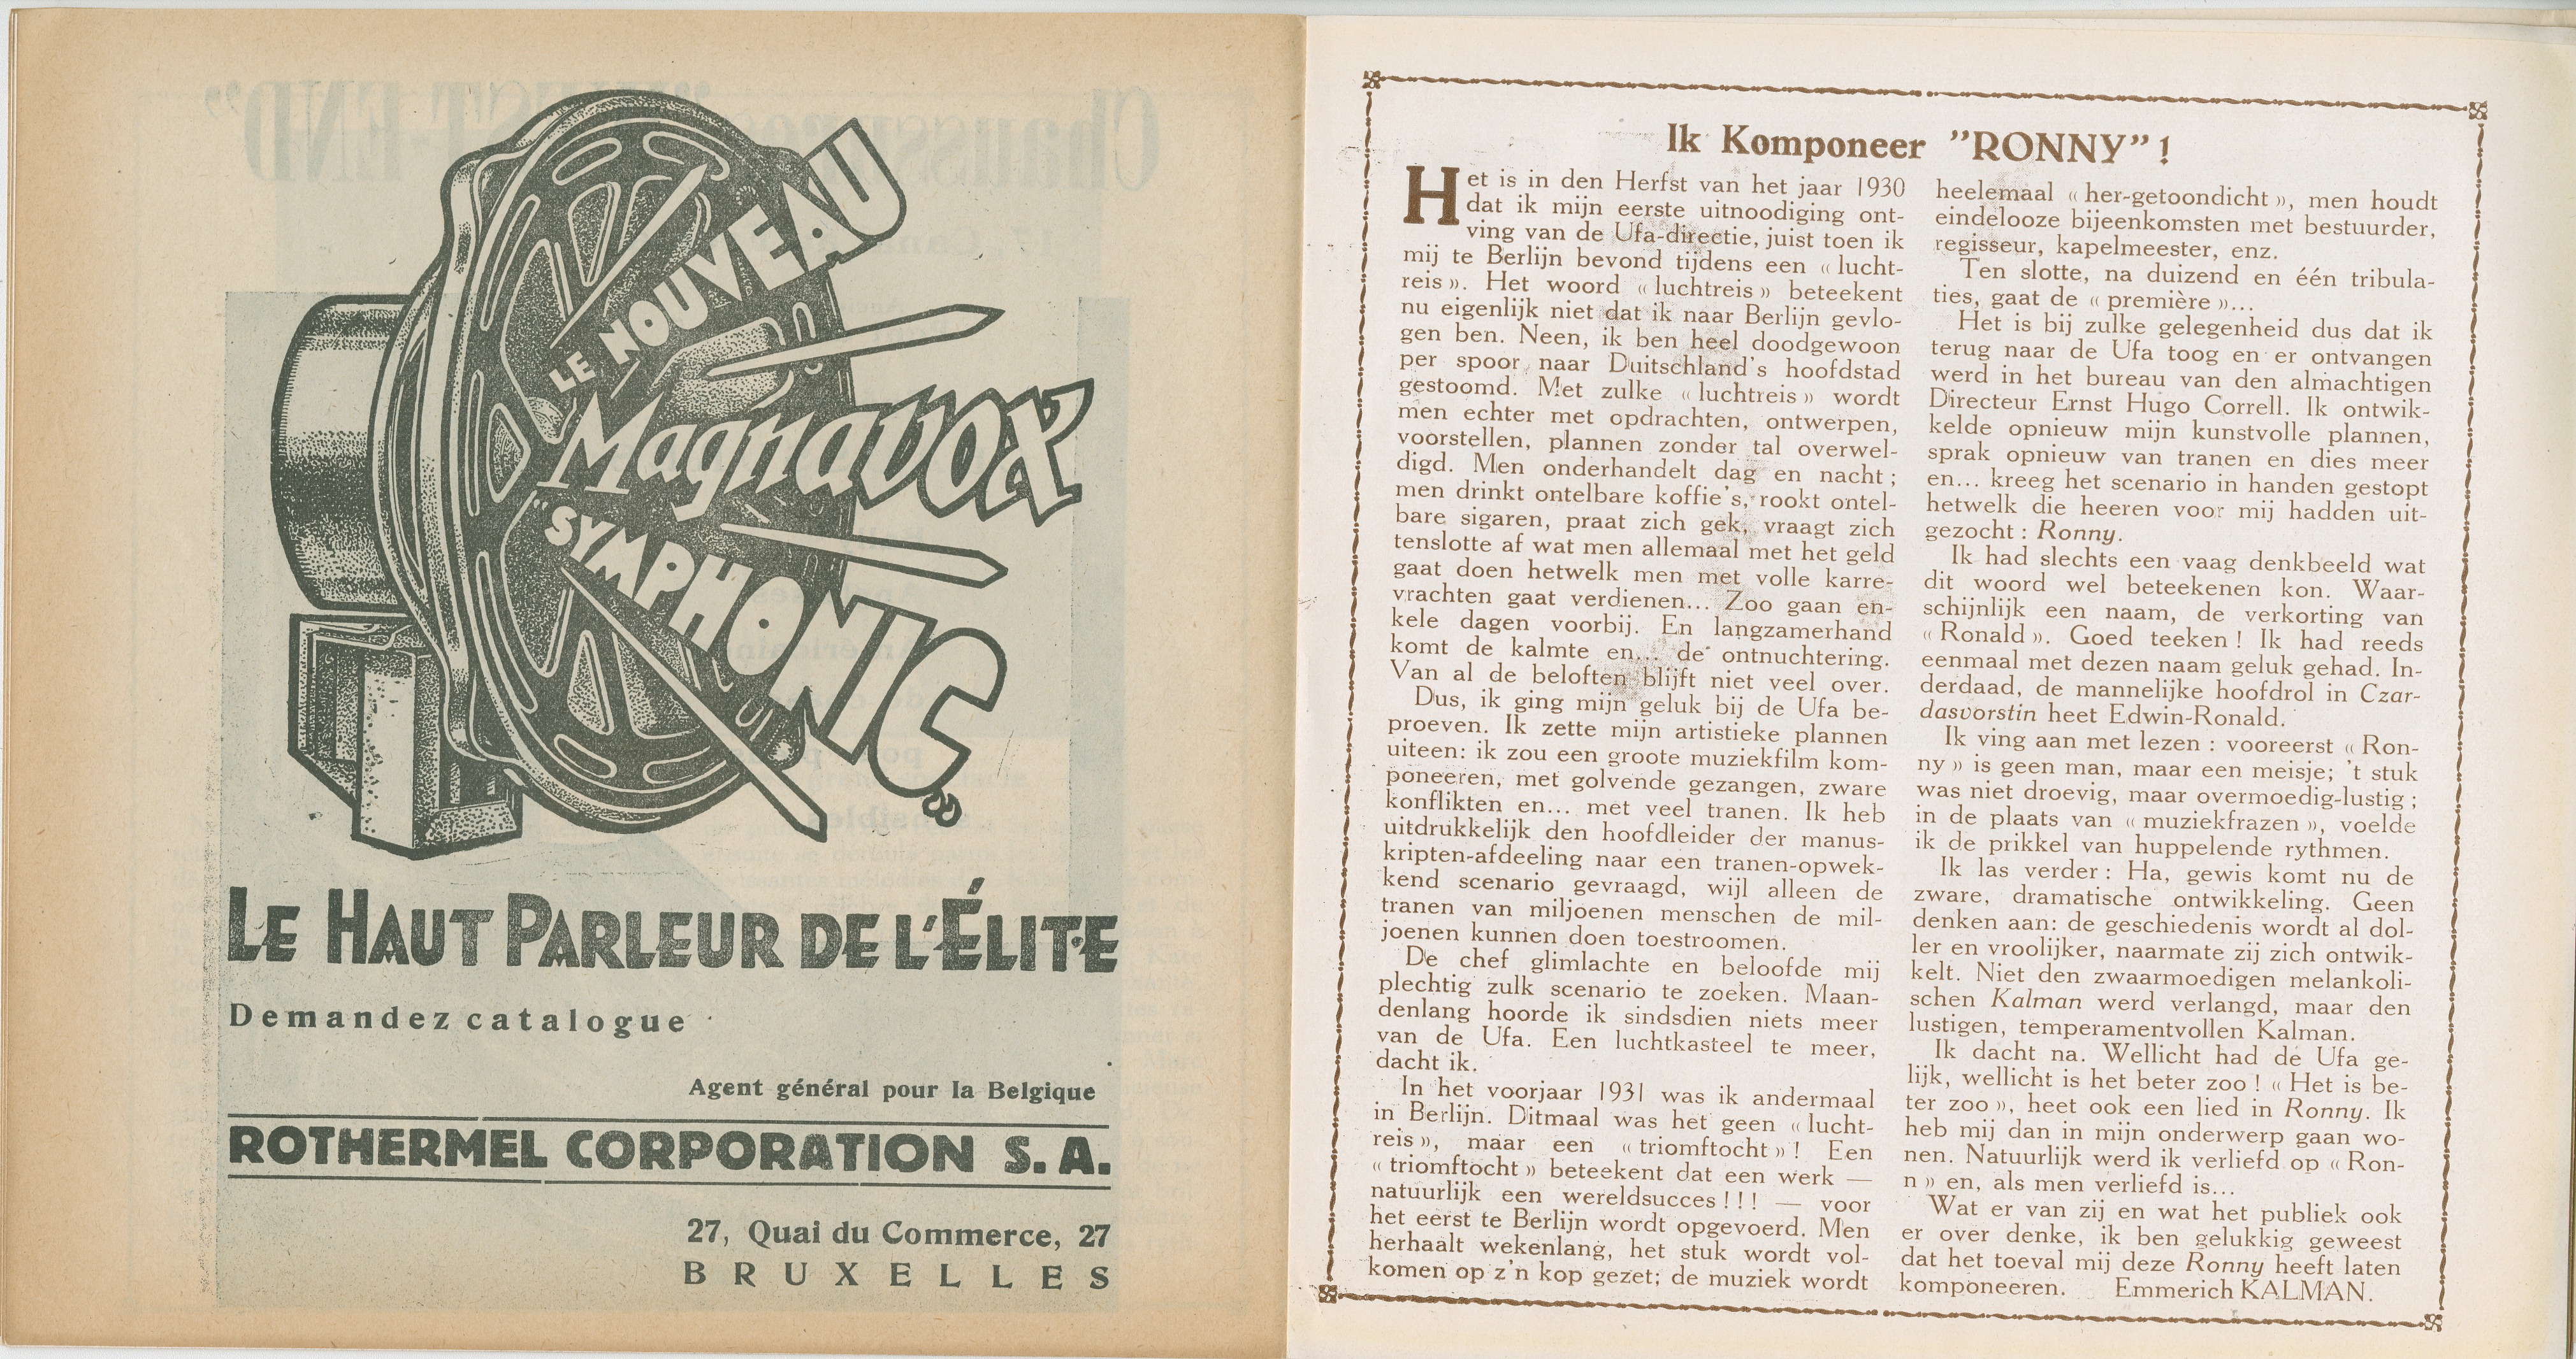 LE NOUVEAU
Magnavox
"SYMPHONIC"
LE HAUT PARLEUR DE L'ÉLITE
Demandez catalogue
Agent général pour la Belgique
ROTHERMEL CORPORATION S. A.
27, Quai du Commerce, 27
BRUXELLES
Ik Komponeer "RONNY" !
Het is in den Herfst van het jaar 1930
dat ik mijn eerste uitnoodiging ont-
ving van de Ufa-directie, juist toen ik
mij te Berlijn bevond tijdens een « lucht-
reis ». Het woord « luchtreis » beteekent
nu eigenlijk niet dat ik naar Berlijn gevlo-
gen ben. Neen, ik ben heel doodgewoon
per spoor naar Duitschland's hoofdstad
gestoomd. Met zulke « luchtreis » wordt
men echter met opdrachten, ontwerpen,
voorstellen, plannen zonder tal overwel-
digd. Men onderhandelt dag en nacht ;
men drinkt ontelbare koffie's, rookt ontel-
bare sigaren, praat zich gek, vraagt zich
tenslotte af wat men allemaal met het geld
gaat doen hetwelk men met volle karre-
vrachten gaat verdienen... Zoo gaan en-
kele dagen voorbij. En langzamerhand
komt de kalmte en... de ontnuchtering.
Van al de beloften blijft niet veel over.
Dus, ik ging mijn geluk bij de Ufa be-
proeven. Ik zette mijn artistieke plannen
uiteen: ik zou een groote muziekfilm kom-
poneeren, met golvende gezangen, zware
konflikten en... met veel tranen. Ik heb
uitdrukkelijk den hoofdleider der manus-
kripten-afdeeling naar een tranen-opwek-
kend scenario gevraagd, wijl alleen de
tranen van miljoenen menschen de mil-
joenen kunnen doen toestroomen.
De chef glimlachte en beloofde mij
plechtig zulk scenario te zoeken. Maan-
denlang hoorde ik sindsdien niets meer
van de Ufa. Een luchtkasteel te meer,
dacht ik.
In het voorjaar 1931 was ik andermaal
in Berlijn. Ditmaal was het geen « lucht-
reis », maar een « triomftocht » ! Een
« triomftocht » beteekent dat een werk —
natuurlijk een wereldsucces ! ! ! — voor
het eerst te Berlijn wordt opgevoerd. Men
herhaalt wekenlang, het stuk wordt vol-
komen op z'n kop gezet; de muziek wordt
heelemaal « her-getoondicht », men houdt
eindelooze bijeenkomsten met bestuurder,
regisseur, kapelmeester, enz.
Ten slotte, na duizend en één tribula-
ties, gaat de « première »...
Het is bij zulke gelegenheid dus dat ik
terug naar de Ufa toog en er ontvangen
werd in het bureau van den almachtigen
Directeur Ernst Hugo Correll. Ik ontwik-
kelde opnieuw mijn kunstvolle plannen,
sprak opnieuw van tranen en dies meer
en... kreeg het scenario in handen gestopt
hetwelk die heeren voor mij hadden uit-
gezocht : Ronny.
Ik had slechts een vaag denkbeeld wat
dit woord wel beteekenen kon. Waar-
schijnlijk een naam, de verkorting van
« Ronald ». Goed teeken ! Ik had reeds
eenmaal met dezen naam geluk gehad. In-
derdaad, de mannelijke hoofdrol in Czar-
dasvorstin heet Edwin-Ronald.
Ik ving aan met lezen : vooreerst « Ron-
ny » is geen man, maar een meisje; 't stuk
was niet droevig, maar overmoedig-lustig ;
in de plaats van « muziekfrazen », voelde
ik de prikkel van huppelende rythmen.
Ik las verder : Ha, gewis komt nu de
zware, dramatische ontwikkeling. Geen
denken aan: de geschiedenis wordt al dol-
ler en vroolijker, naarmate zij zich ontwik-
kelt. Niet den zwaarmoedigen melankoli-
schen Kalman werd verlangd, maar den
lustigen, temperamentvollen Kalman.
Ik dacht na. Wellicht had de Ufa ge-
lijk, wellicht is het beter zoo ! « Het is be-
ter zoo », heet ook een lied in Ronny. Ik
heb mij dan in mijn onderwerp gaan wo-
nen. Natuurlijk werd ik verliefd op « Ron-
n » en, als men verliefd is...
Wat er van zij en wat het publiek ook
er over denke, ik ben gelukkig geweest
dat het toeval mij deze Ronny heeft laten
komponeeren. Emmerich KALMAN.